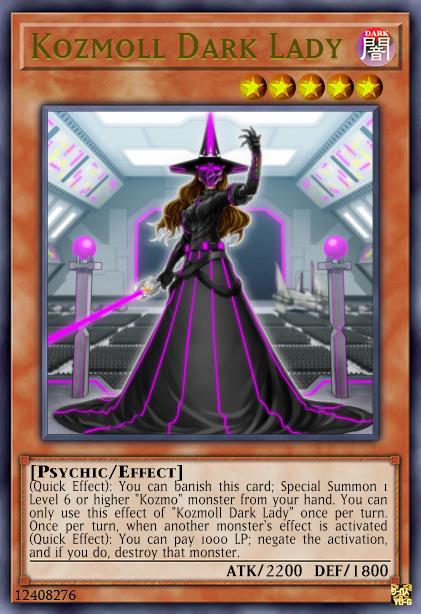 Kozmoll Dark Lady
DARK
闇
[Psychic/Effect]
(Quick Effect): You can banish this card; Special Summon 1
Level 6 or higher "Kozmo" monster from your hand. You can
only use this effect of "Kozmoll Dark Lady" once per turn.
Once per turn, when another monster's effect is activated
(Quick Effect): You can pay 1000 LP; negate the activation,
and if you do, destroy that monster.
ATK/2200 DEF/1800
12408276